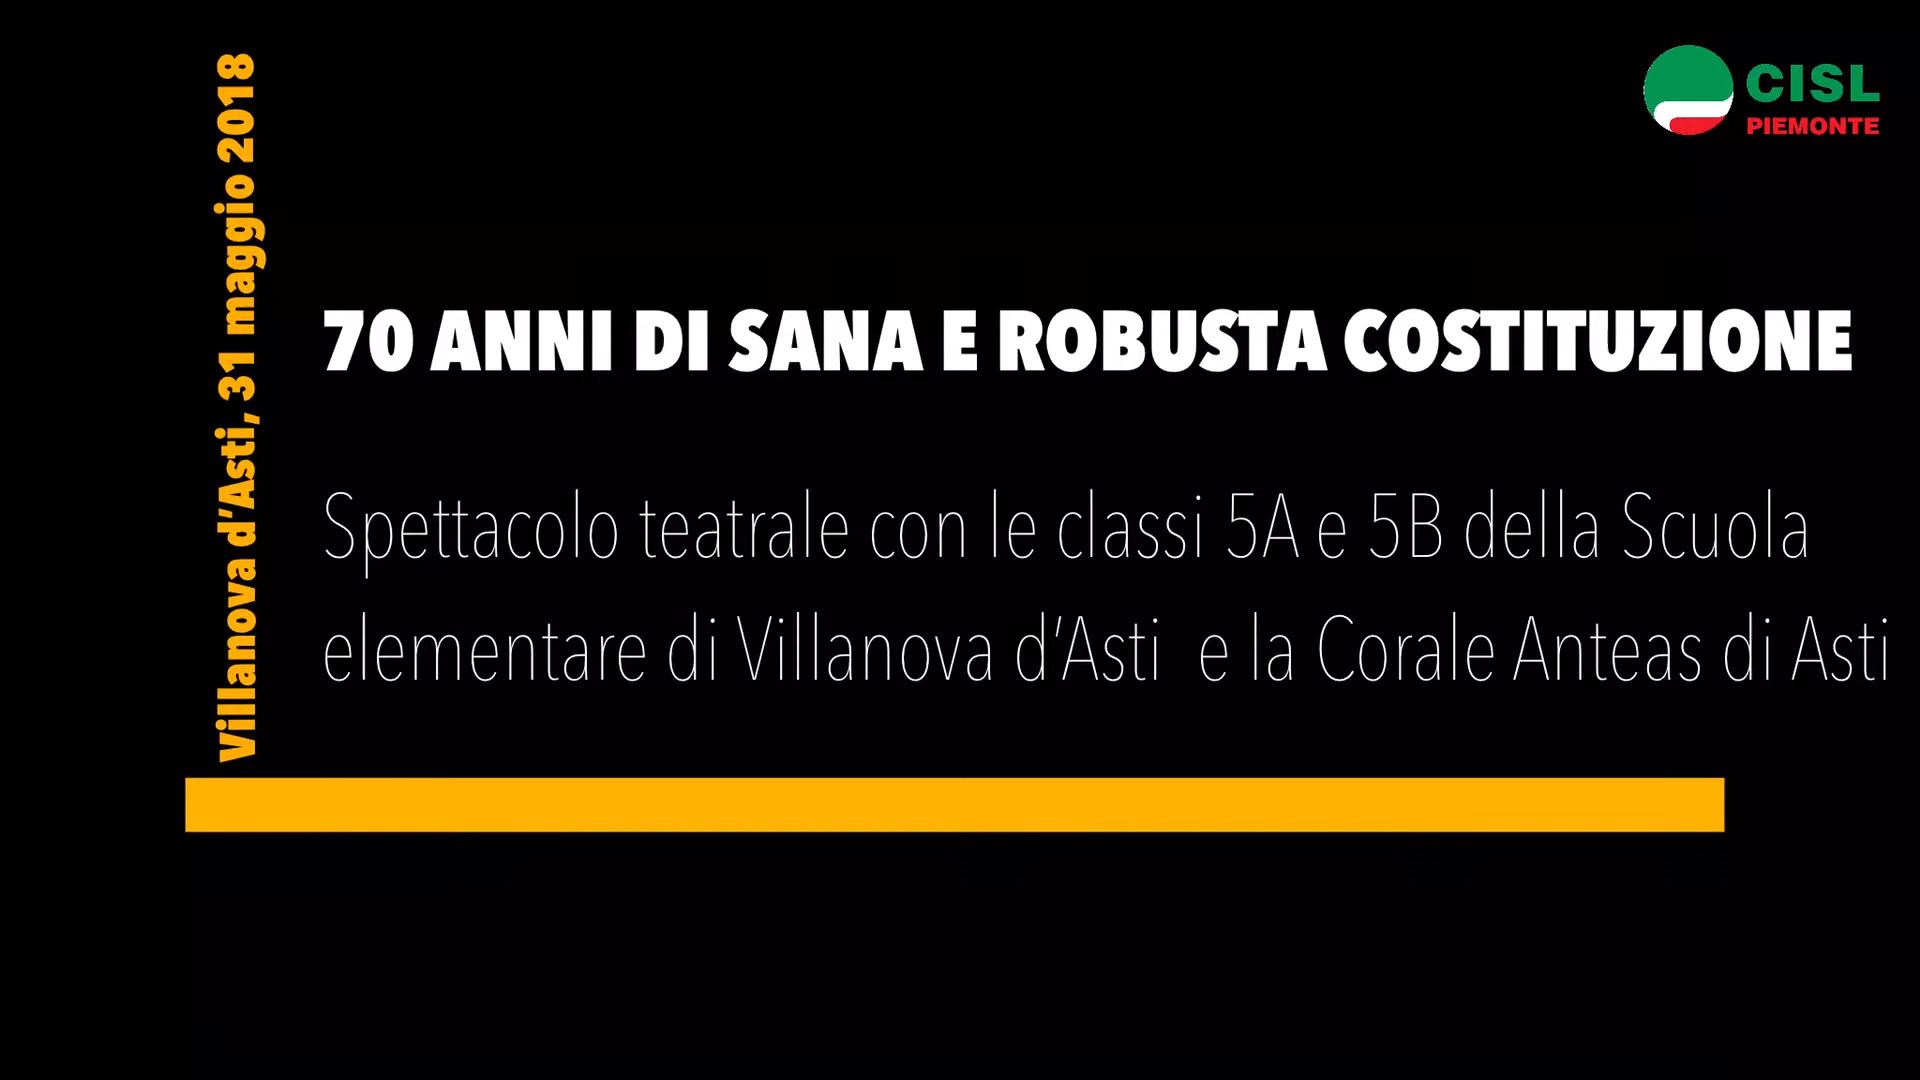 Villanova d’Asti, 31 maggio 2018
CISL
PIEMONTE
70 ANNI DI SANA E ROBUSTA COSTITUZIONE
Spettacolo teatrale con le classi 5A e 5B della Scuola
elementare di Villanova d’Asti  e la Corale Anteas di Asti